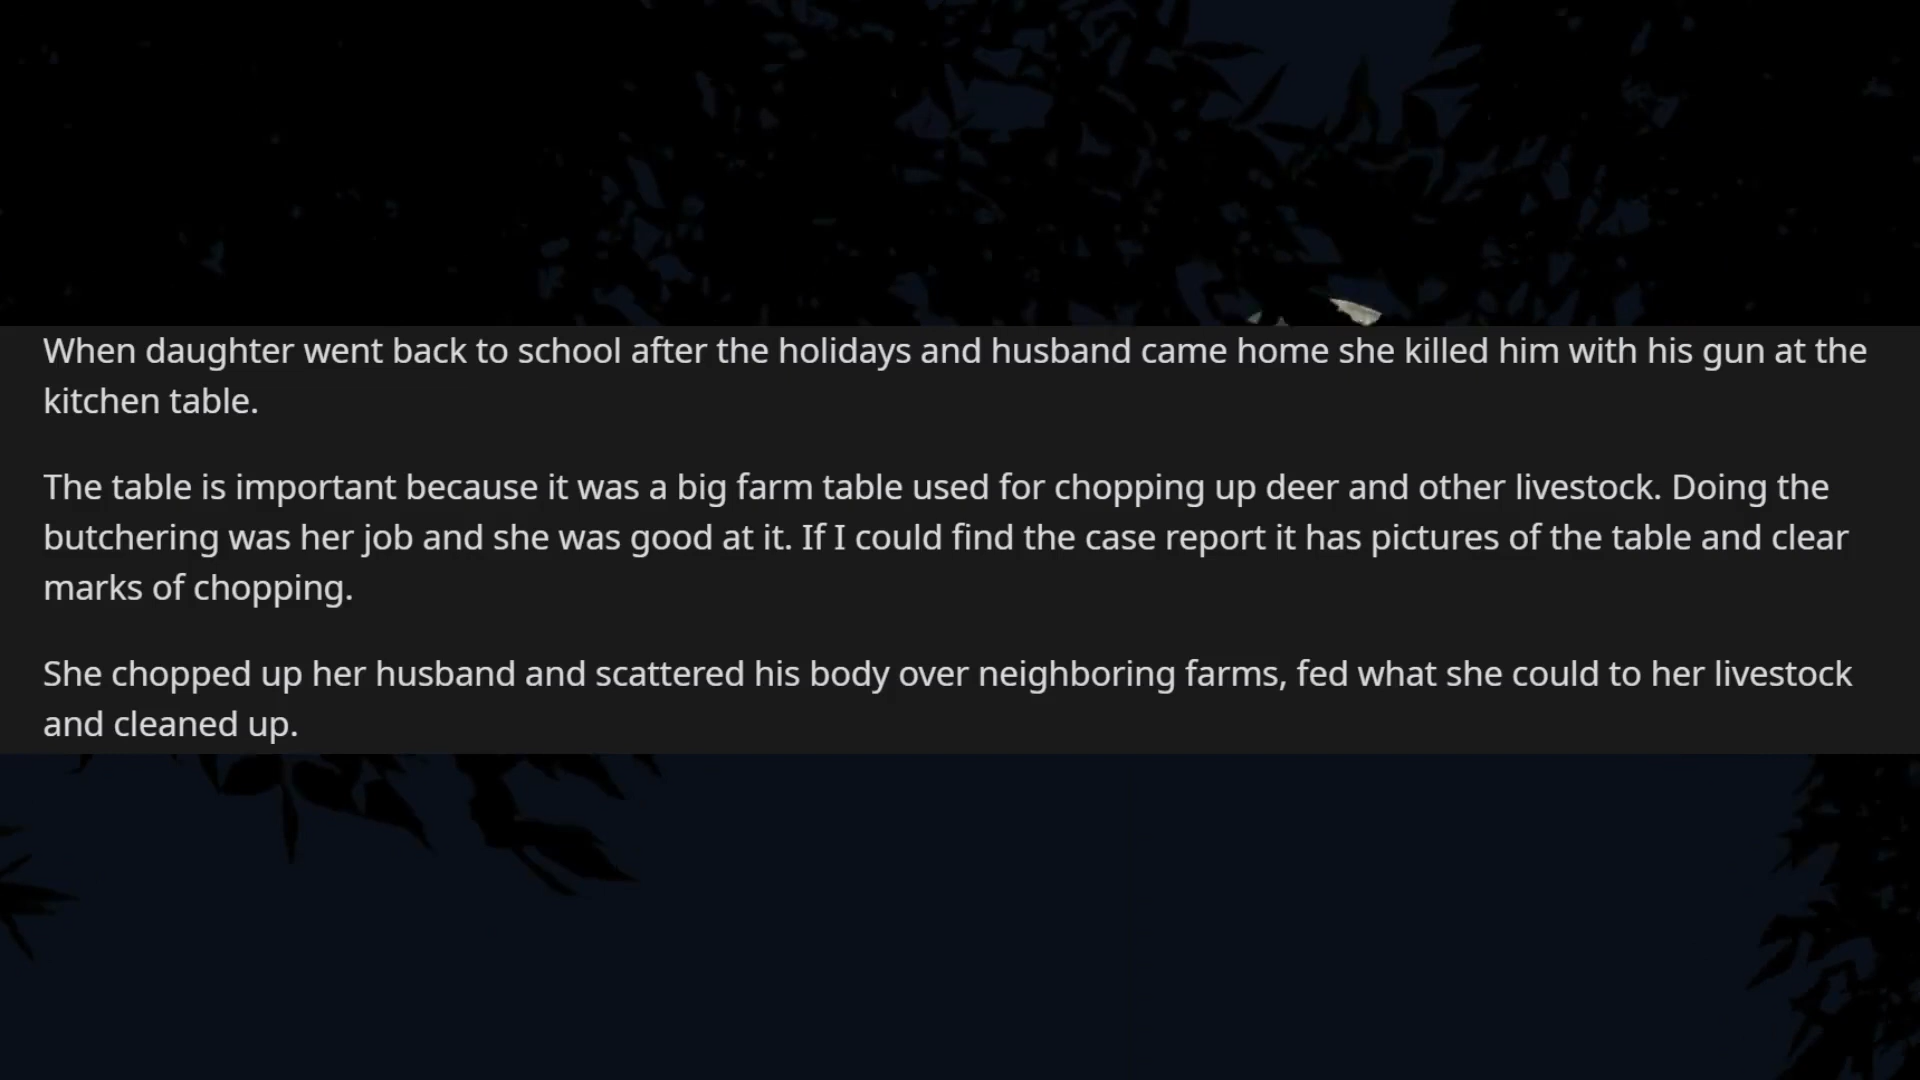 When daughter went back to school after the holidays and husband came home she killed him with his gun at the
kitchen table.
The table is important because it was a big farm table used for chopping up deer and other livestock. Doing the
butchering was her job and she was good at it. If I could find the case report it has pictures of the table and clear
marks of chopping.
She chopped up her husband and scattered his body over neighboring farms, fed what she could to her livestock
and cleaned up.